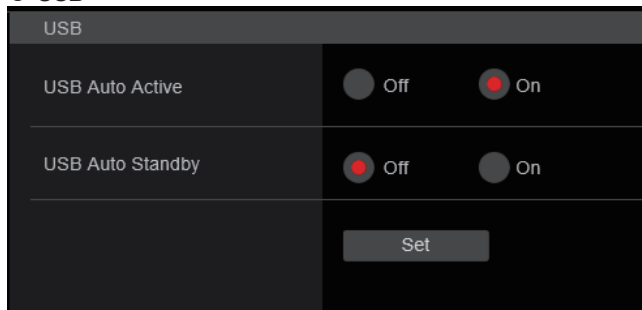 USB
USB Auto Active Off On
USB Auto Standby Off On
Set